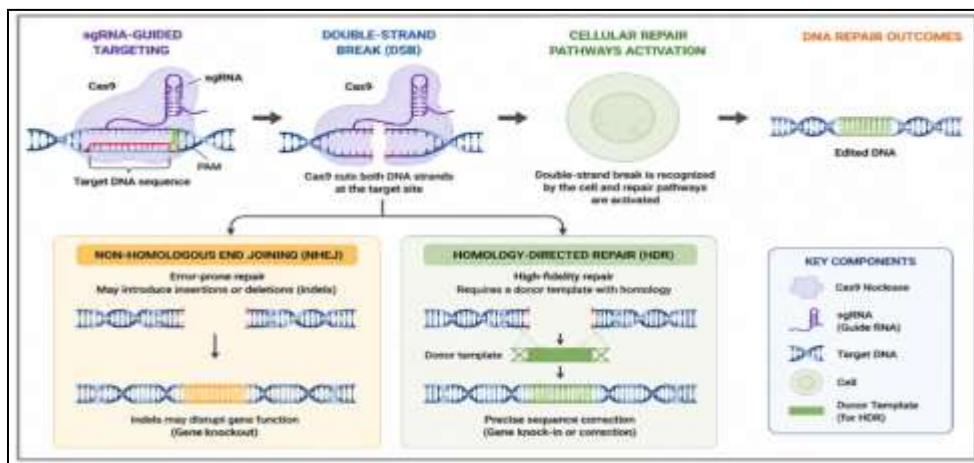 sgRNA-GUIDED
TARGETING
Cas9
sgRNA
PAM
Target DNA sequence
DOUBLE-STRAND
BREAK (DSB)
Cas9
Cas9 cuts both DNA strands
at the target site
CELLULAR REPAIR
PATHWAYS ACTIVATION
Double-strand break is recognized
by the cell and repair pathways
are activated
DNA REPAIR OUTCOMES
Edited DNA
NON-HOMOLOGOUS END JOINING (NHEJ)
Error-prone repair
May introduce insertions or deletions (indels)
Indels may disrupt gene function
(Gene knockout)
HOMOLOGY-DIRECTED REPAIR (HDR)
High-fidelity repair
Requires a donor template with homology
Donor template
Precise sequence correction
(Gene knock-in or correction)
KEY COMPONENTS
Cas9 Nuclease
sgRNA
(Guide RNA)
Target DNA
Cell
Donor Template
(for HDR)